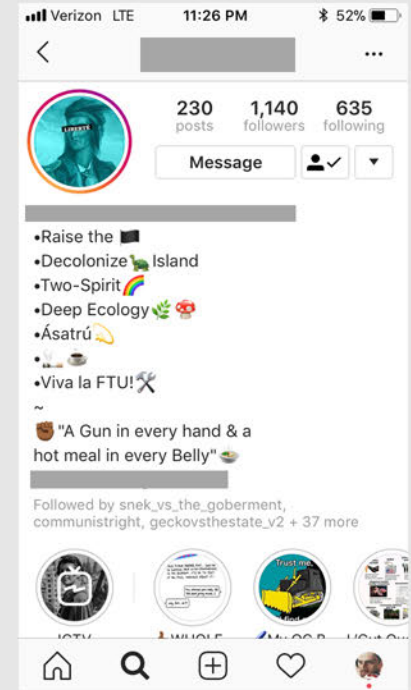 Verizon LTE 11:26 PM 52%
LIBERTÉ
230 1,140 635
posts followers following
Message
•Raise the 🏴
•Decolonize🐢Island
•Two-Spirit🌈
•Deep Ecology🌿🍄
•Ásatrú💫
•🚬☕
•Viva la FTU!🛠
~
✊🏾"A Gun in every hand & a
hot meal in every Belly"🍲
Followed by snek_vs_the_goberment,
communistright, geckovsthestate_v2 + 37 more
Trust me,